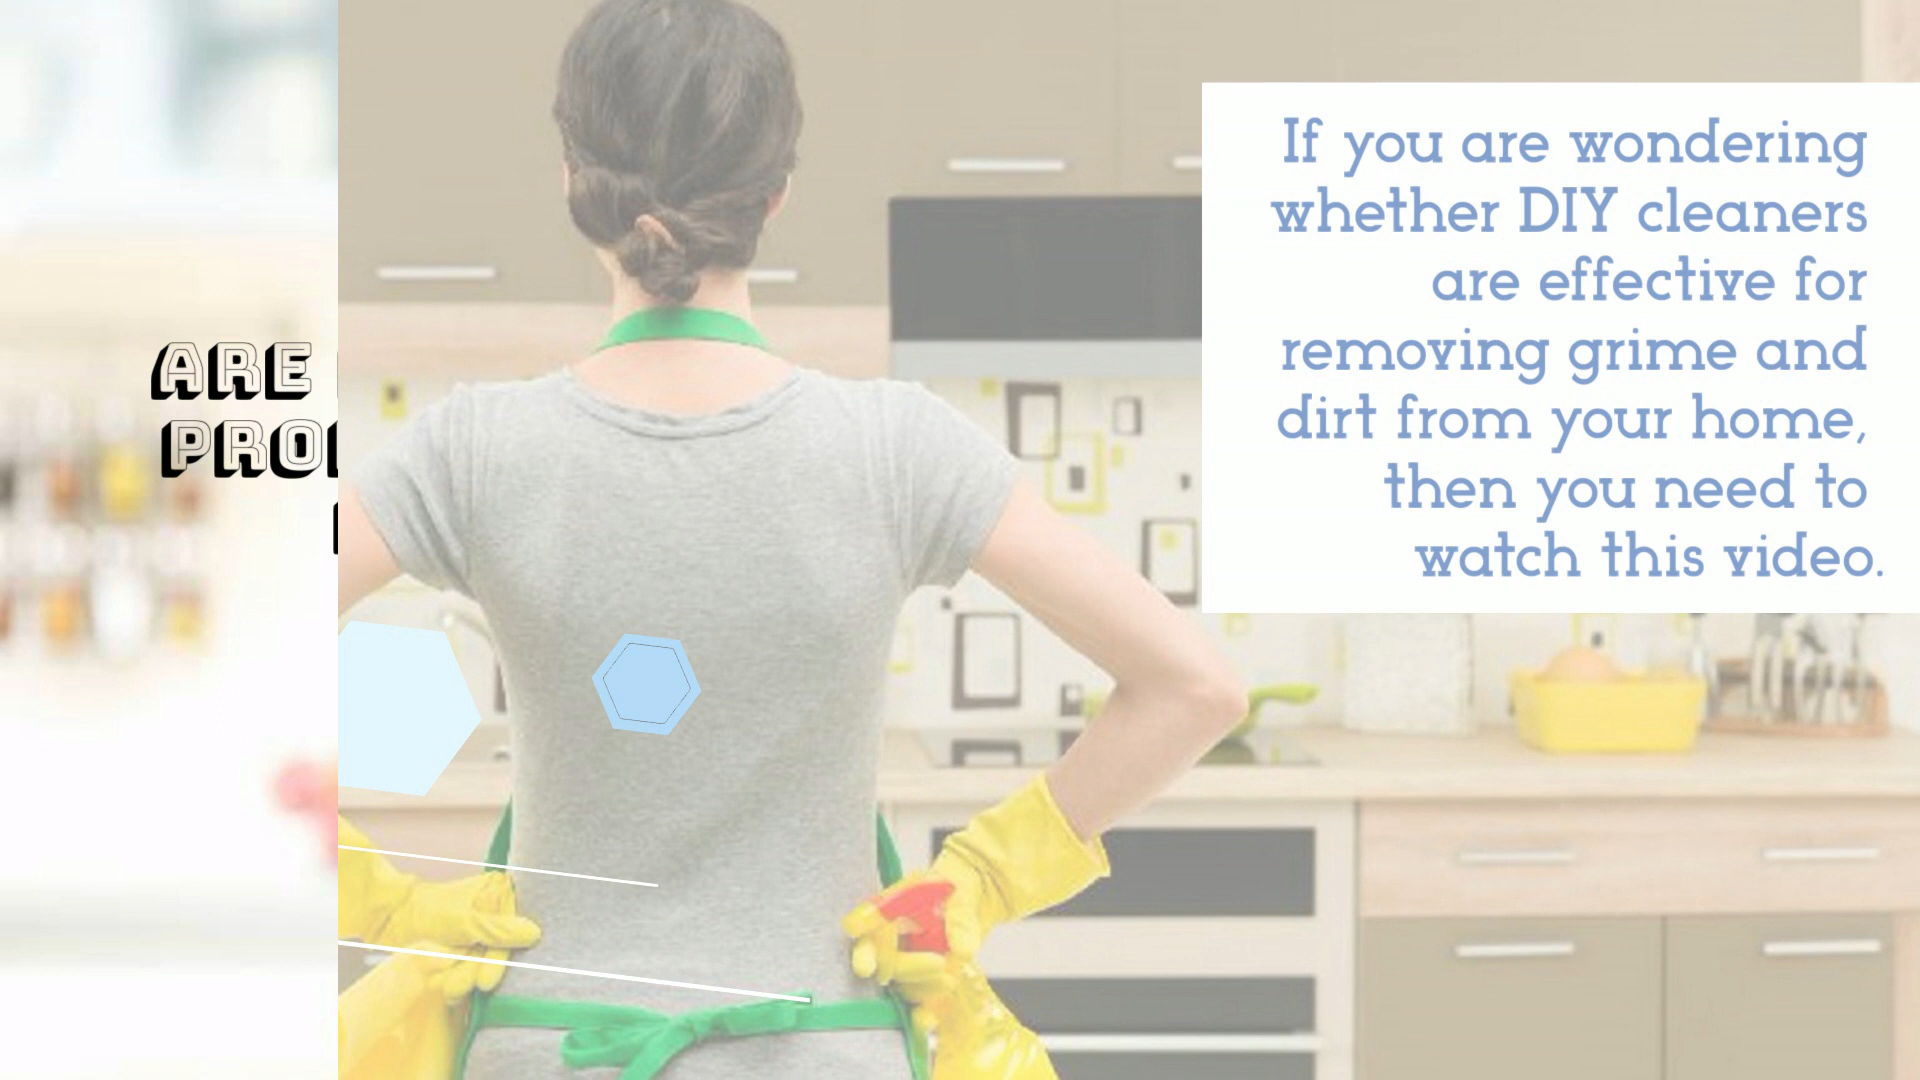 ARE
If you are wondering
whether DIY cleaners
are effective for
removing grime and
dirt from your home,
then you need to
watch this video.